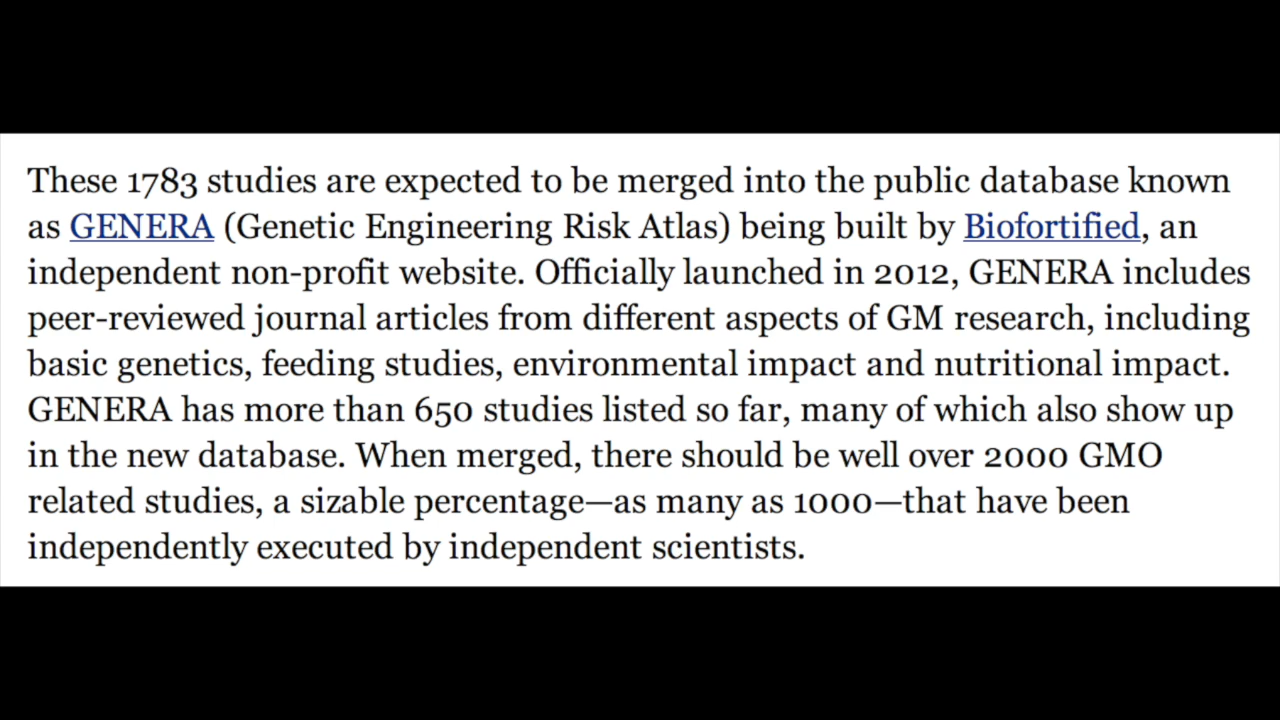 These 1783 studies are expected to be merged into the public database known
as GENERA (Genetic Engineering Risk Atlas) being built by Biofortified, an
independent non-profit website. Officially launched in 2012, GENERA includes
peer-reviewed journal articles from different aspects of GM research, including
basic genetics, feeding studies, environmental impact and nutritional impact.
GENERA has more than 650 studies listed so far, many of which also show up
in the new database. When merged, there should be well over 2000 GMO
related studies, a sizable percentage—as many as 1000—that have been
independently executed by independent scientists.